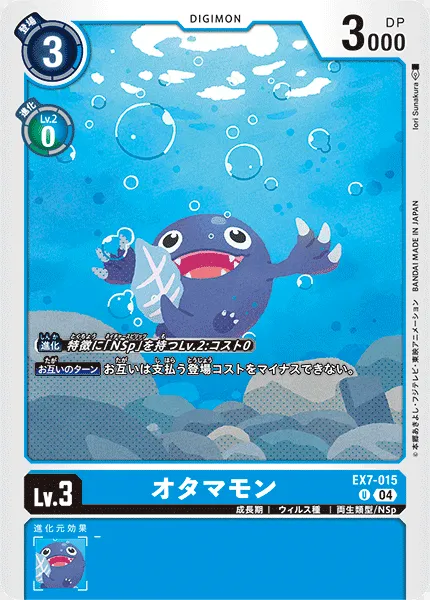 登場
3
DIGIMON
DP
3000
進化
Lv.2
0
Iori Sunakura
BANDAI MADE IN JAPAN
© 本郷あきよし・フジテレビ・東映アニメーション
進化 特徴に「NSp」を持つLv.2:コスト0
お互いのターン お互いは支払う登場コストをマイナスできない。
Lv.3
オタマモン
EX7-015
U 04
成長期 | ウィルス種 | 両生類型/NSp
進化元効果